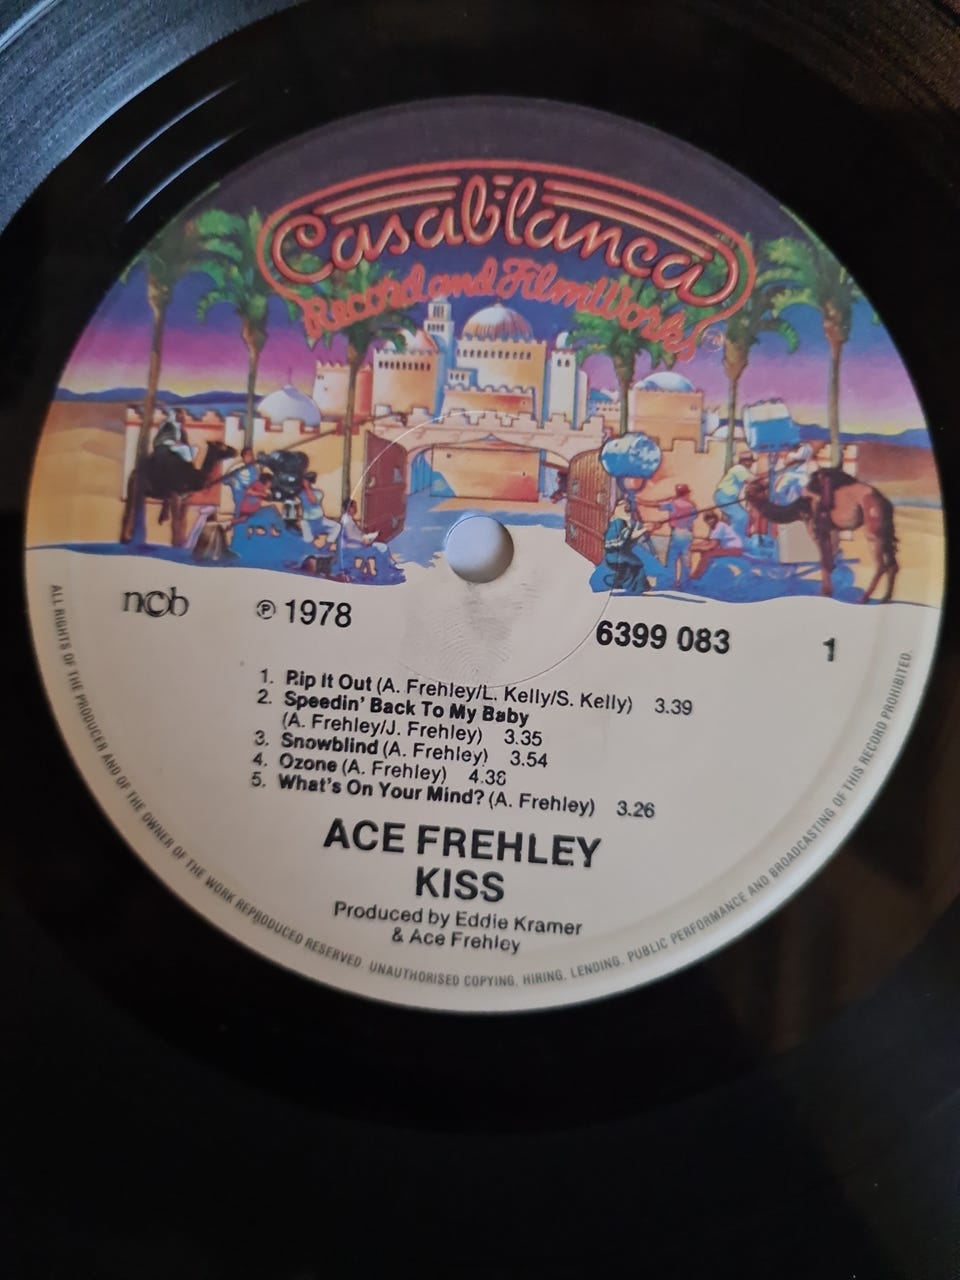 Casablanca
Record and FilmWorks
ncb
℗ 1978
6399 083
1
1. Rip It Out (A. Frehley/L. Kelly/S. Kelly) 3.39
2. Speedin' Back To My Baby
(A. Frehley/J. Frehley) 3.35
3. Snowblind (A. Frehley) 3.54
4. Ozone (A. Frehley) 4.38
5. What's On Your Mind? (A. Frehley) 3.26
ACE FREHLEY
KISS
Produced by Eddie Kramer
& Ace Frehley
ALL RIGHTS OF THE PRODUCER AND OF THE OWNER OF THE WORK REPRODUCED RESERVED. UNAUTHORISED COPYING, HIRING, LENDING, PUBLIC PERFORMANCE AND BROADCASTING OF THIS RECORD PROHIBITED.